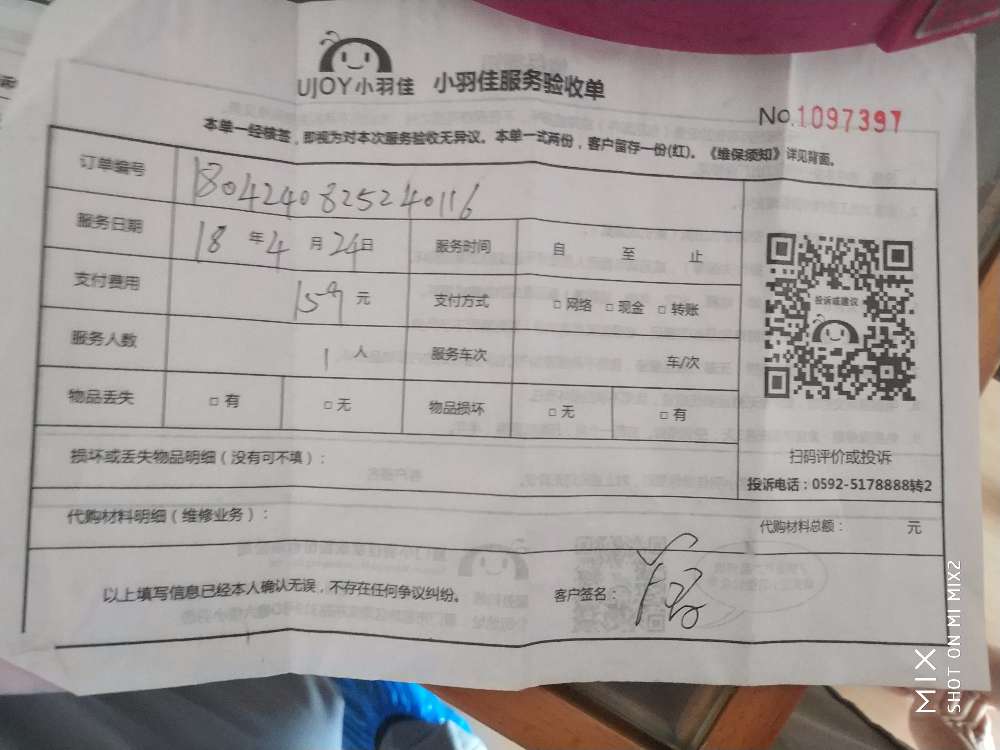 UJOY小羽佳 小羽佳服务验收单
No.1097397
本单一经核签，即视为对本次服务验收无异议。本单一式两份，客户留存一份(红)。《维保须知》详见背面。
订单编号 1804240825240116
服务日期 18 年 4 月 24 日 服务时间 自 至 止
支付费用 159 元 支付方式 □ 网络 □ 现金 □ 转账
服务人数 1 人 服务车次 车/次
物品丢失 □ 有 □ 无 物品损坏 □ 无 □ 有
投诉或建议
扫码评价或投诉
投诉电话：0592-5178888转2
损坏或丢失物品明细（没有可不填）：
代购材料明细（维修业务）： 代购材料总额： 元
以上填写信息已经本人确认无误，不存在任何争议纠纷。 客户签名：
MIX
SHOT ON MI MIX2